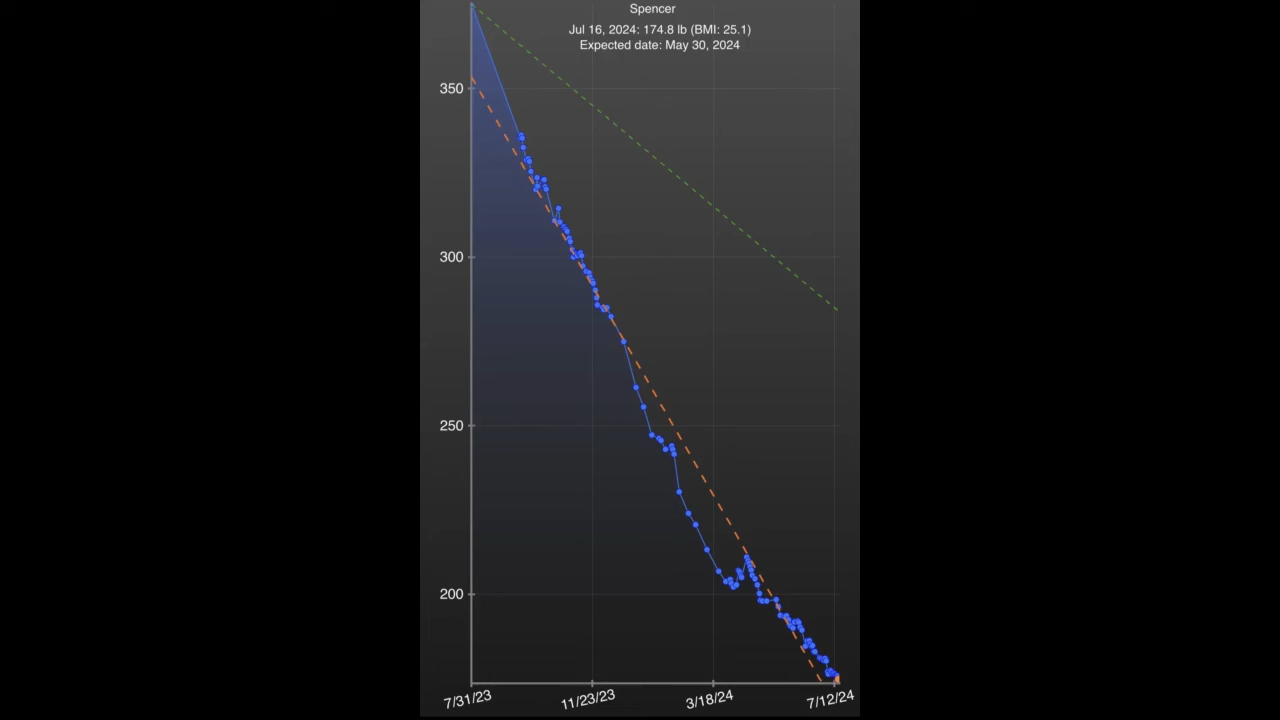 Spencer
Jul 16, 2024: 174.8 lb (BMI: 25.1)
Expected date: May 30, 2024
350
300
250
200
7/31/23
11/23/23
3/18/24
7/12/24